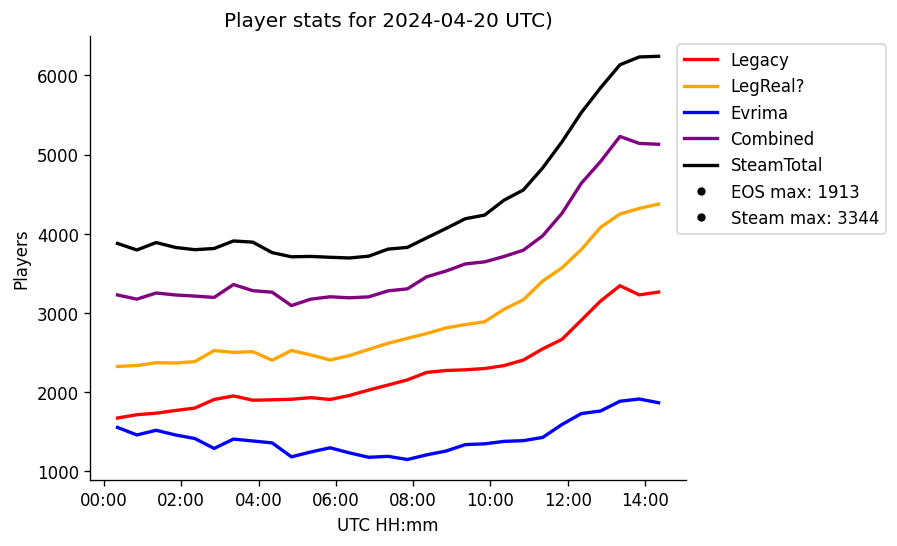 Player stats for 2024-04-20 UTC)
Legacy
LegReal?
Evrima
Combined
SteamTotal
EOS max: 1913
Steam max: 3344
Players
6000
5000
4000
3000
2000
1000
00:00 02:00 04:00 06:00 08:00 10:00 12:00 14:00
UTC HH:mm